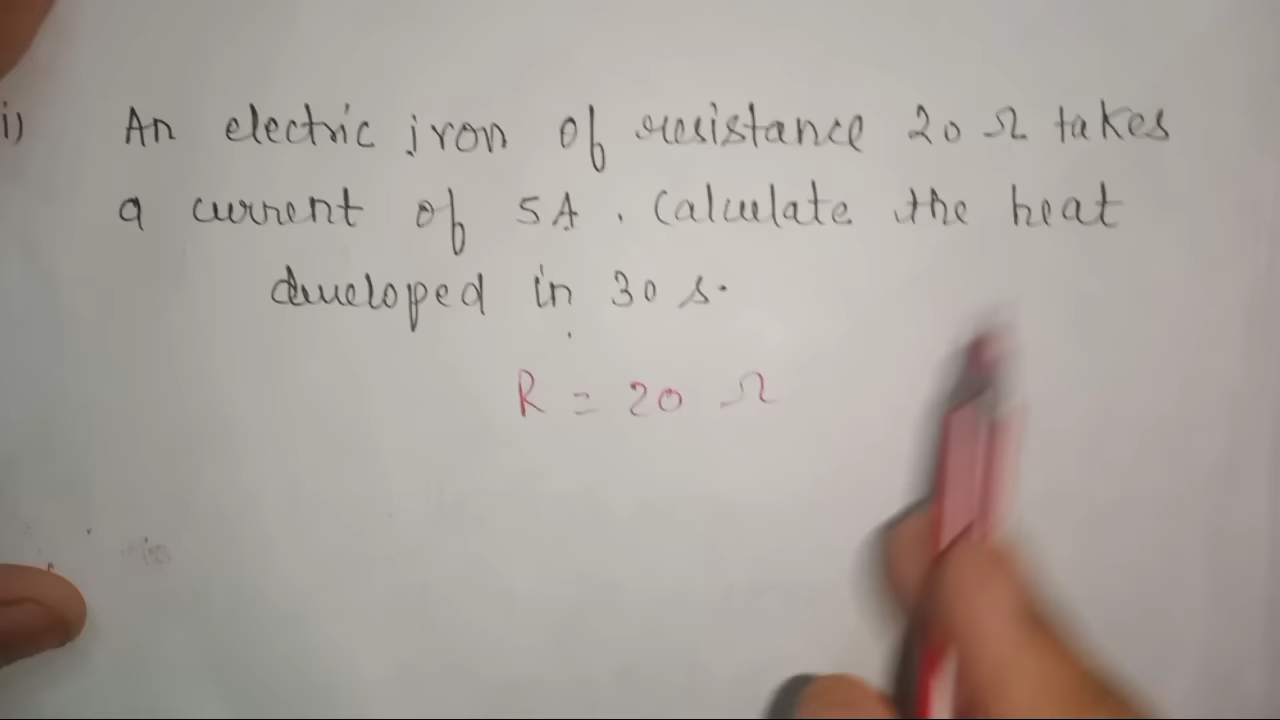 i) An electric iron of resistance 20 Ω takes
a current of 5A. Calculate the heat
developed in 30 s.
R = 20 Ω